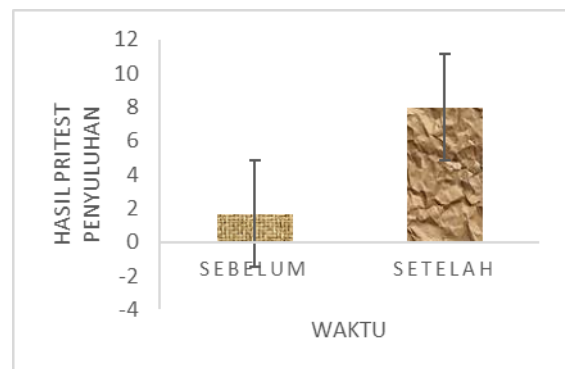 12
10
8
6
4
2
0
-2
-4
HASIL PRITEST
PENYULUHAN
SEBELUM
SETELAH
WAKTU